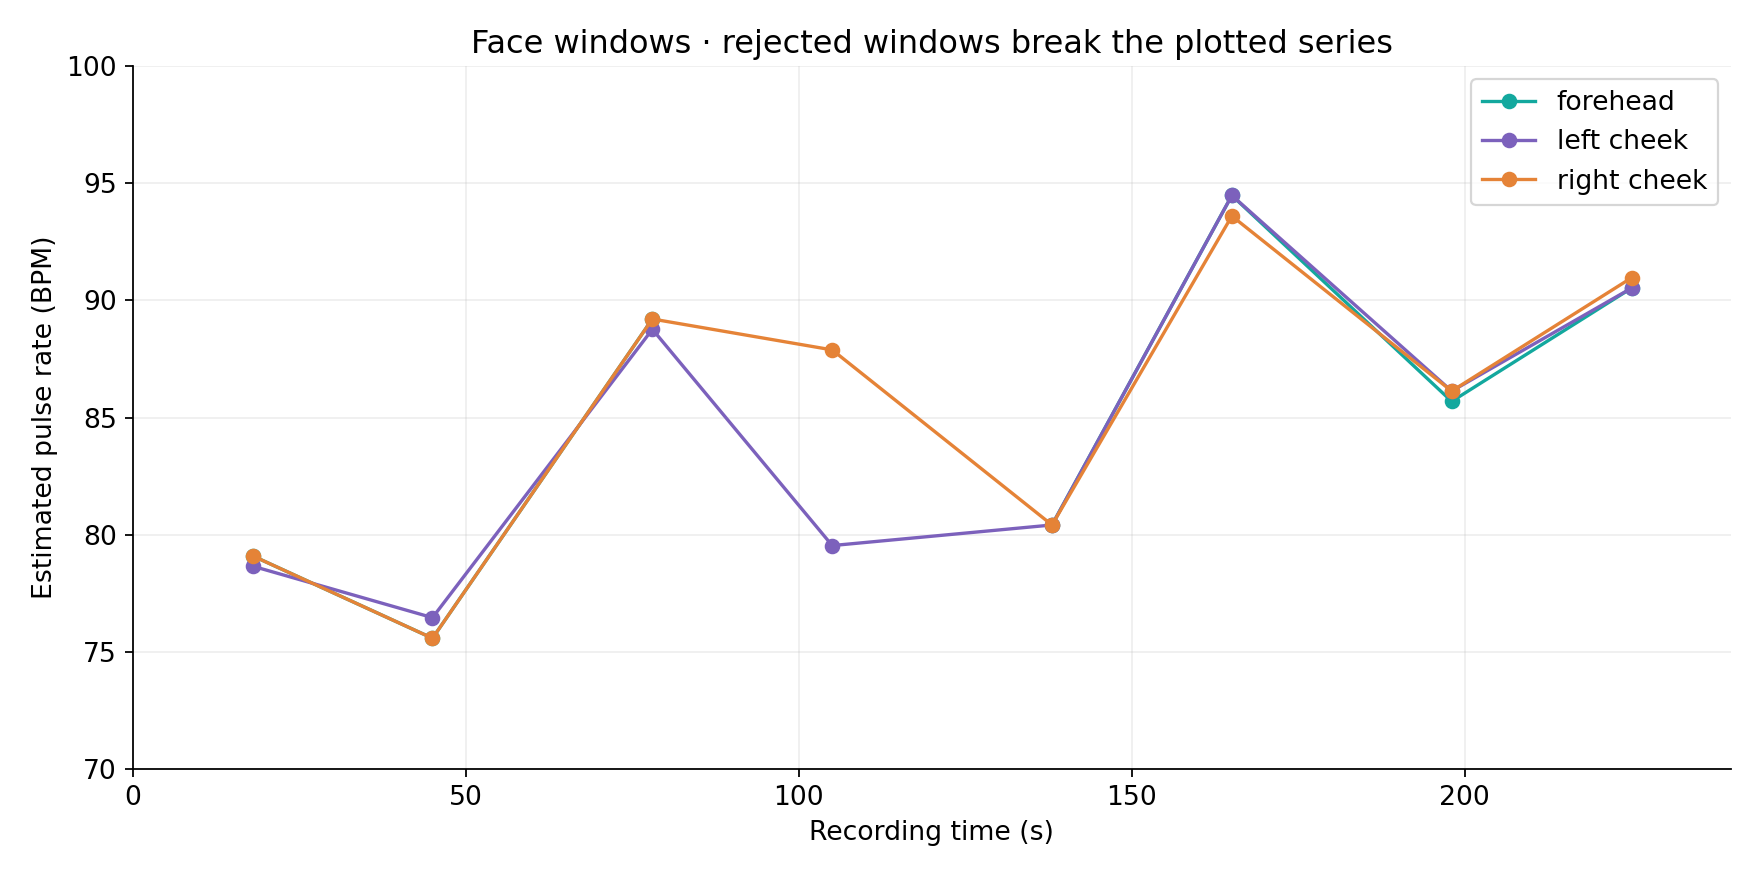 Face windows · rejected windows break the plotted series
100
95
90
85
80
75
70
Estimated pulse rate (BPM)
forehead
left cheek
right cheek
0
50
100
150
200
Recording time (s)